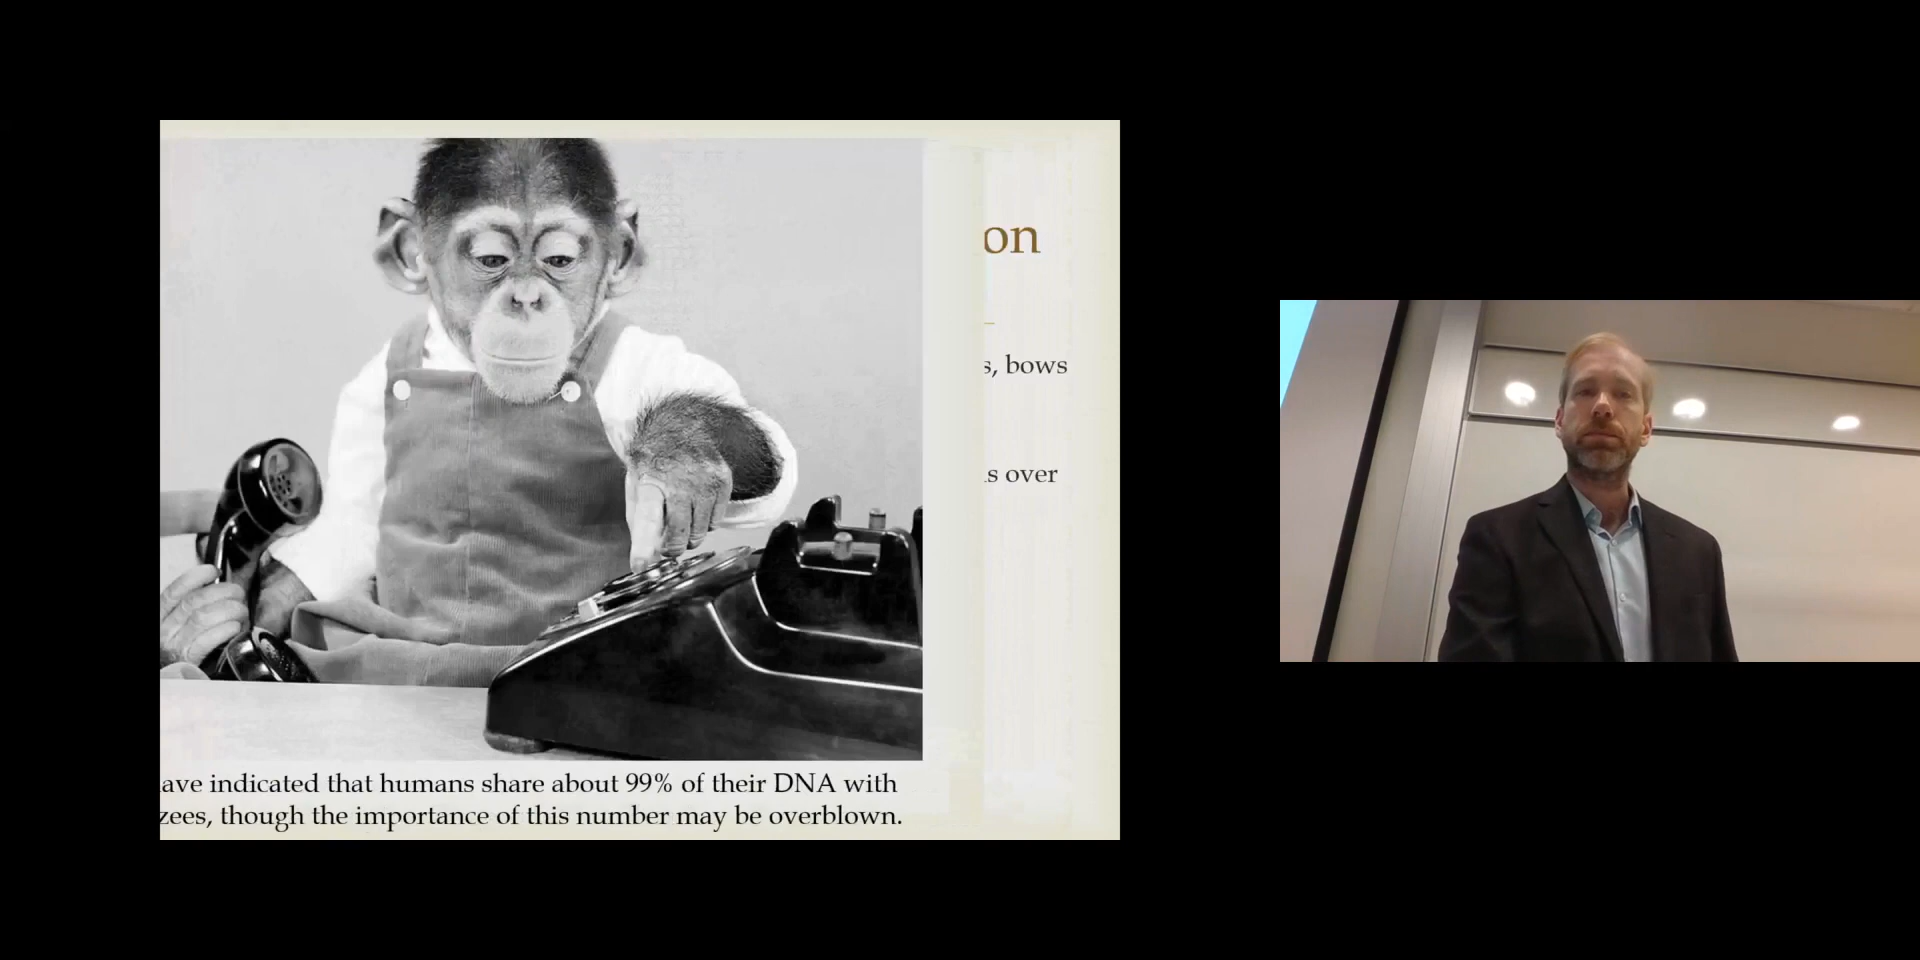 on
s, bows
s over
ave indicated that humans share about 99% of their DNA with
zees, though the importance of this number may be overblown.